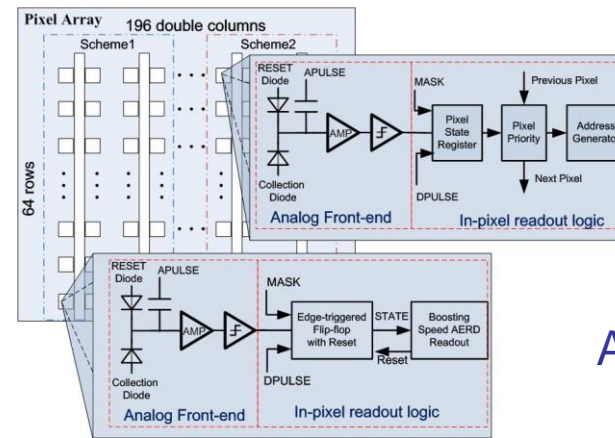 Pixel Array
196 double columns
Scheme1
Scheme2
64 rows
RESET
Diode
APULSE
MASK
Previous Pixel
AMP
Pixel
State
Register
Pixel
Priority
Address
Generator
Collection
Diode
DPULSE
Next Pixel
Analog Front-end
In-pixel readout logic
RESET
Diode
APULSE
MASK
AMP
Edge-triggered
Flip-flop
with Reset
STATE
Reset
Boosting
Speed AERD
Readout
Collection
Diode
DPULSE
Analog Front-end
In-pixel readout logic
A